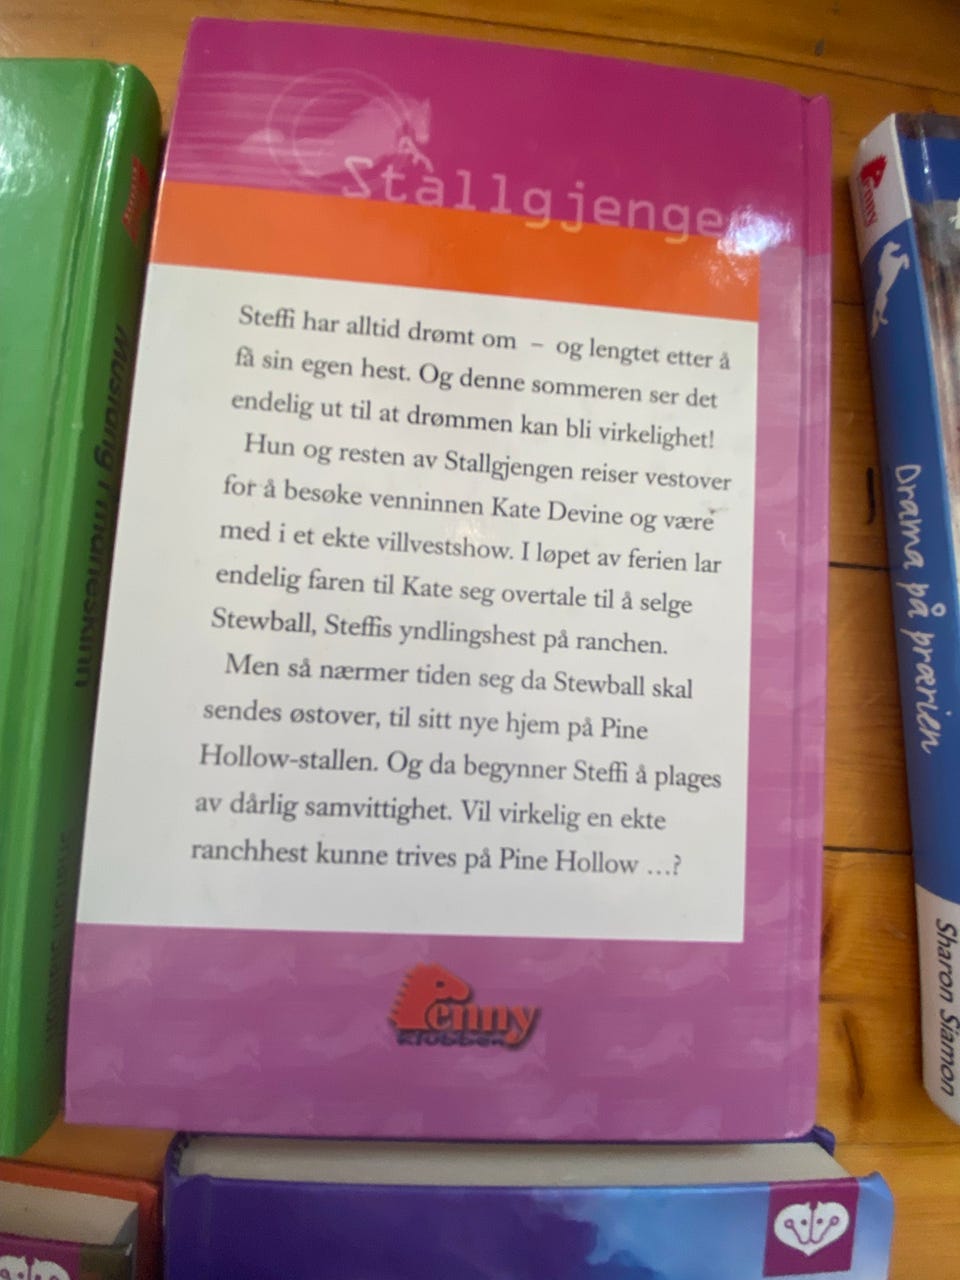 Stallgjengen
Steffi har alltid drømt om – og lengtet etter å
få sin egen hest. Og denne sommeren ser det
endelig ut til at drømmen kan bli virkelighet!
Hun og resten av Stallgjengen reiser vestover
for å besøke venninnen Kate Devine og være
med i et ekte villvestshow. I løpet av ferien lar
endelig faren til Kate seg overtale til å selge
Stewball, Steffis yndlingshest på ranchen.
Men så nærmer tiden seg da Stewball skal
sendes østover, til sitt nye hjem på Pine
Hollow-stallen. Og da begynner Steffi å plages
av dårlig samvittighet. Vil virkelig en ekte
ranchhest kunne trives på Pine Hollow ...?
Penny
klubben
Mustang i måneskinn
Penny
Drama på prærien
Sharon Siamon